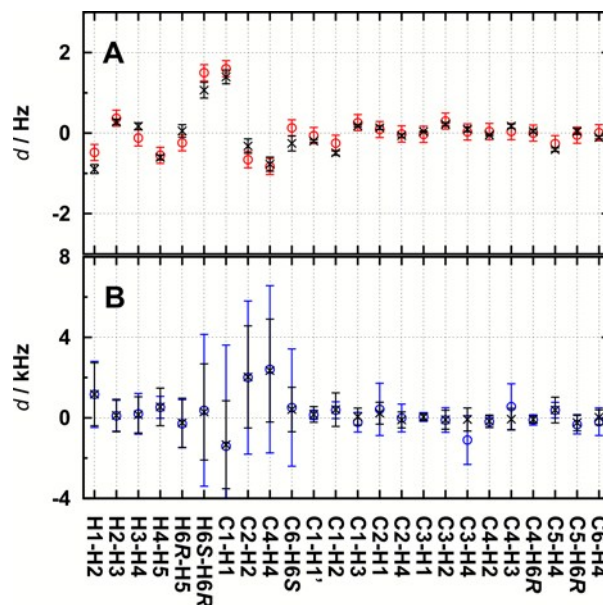 A
2
0
-2
d / Hz
8
B
4
0
-4
d / kHz
H1-H2
H2-H3
H3-H4
H4-H5
H6R-H5
H6S-H6R
C1-H1
C2-H2
C4-H4
C6-H6S
C1-H1'
C1-H2
C1-H3
C2-H1
C2-H4
C3-H1
C3-H2
C3-H4
C4-H2
C4-H3
C4-H6R
C5-H4
C5-H6R
C6-H4